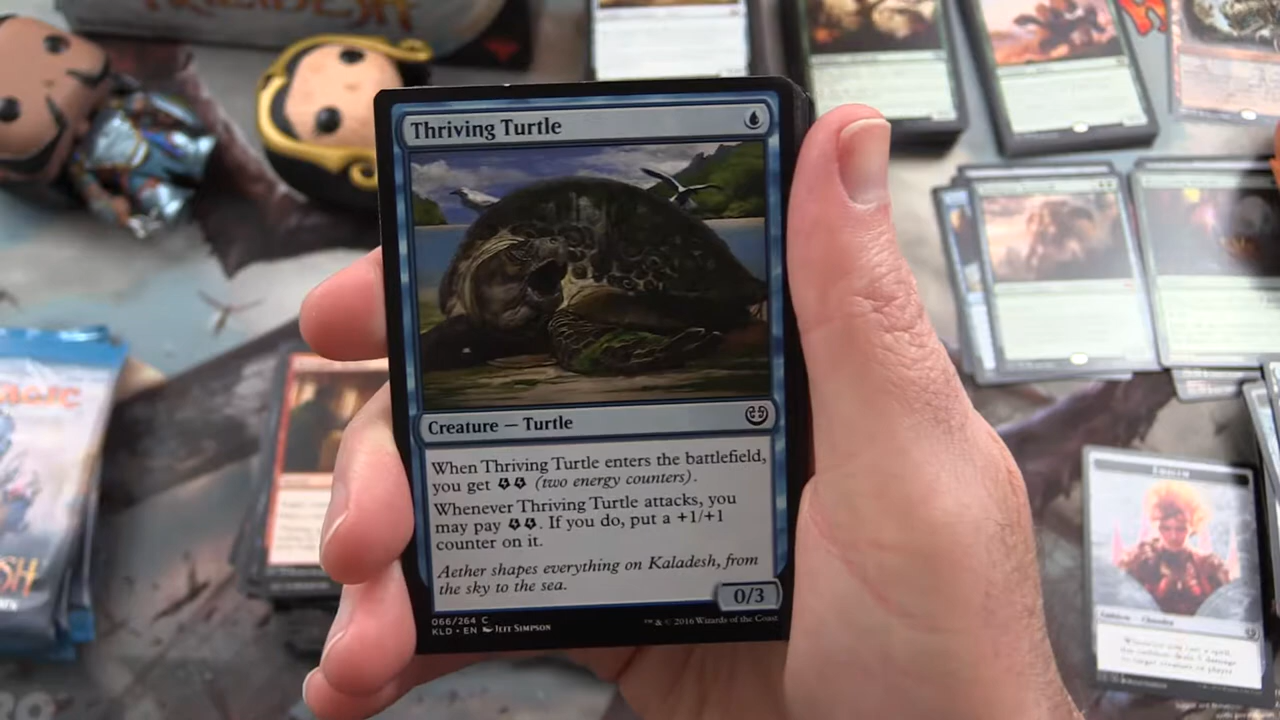 Thriving Turtle
Creature — Turtle
When Thriving Turtle enters the battlefield,
you get (two energy counters).
Whenever Thriving Turtle attacks, you
may pay . If you do, put a +1/+1
counter on it.
Aether shapes everything on Kaladesh, from
the sky to the sea.
0/3
066/264 C
KLD • EN Jeff Simpson
™ & © 2016 Wizards of the Coast